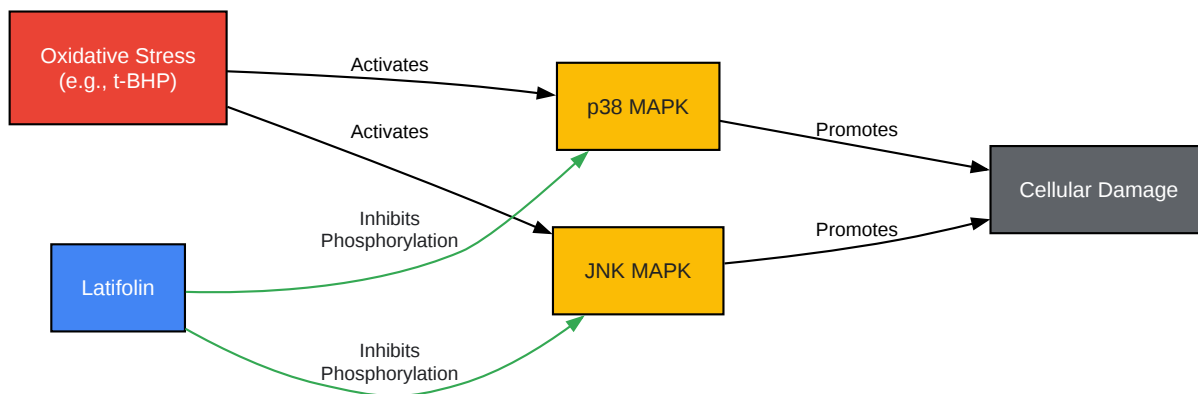 Oxidative Stress
(e.g., t-BHP)
Activates
Activates
p38 MAPK
Promotes
Cellular Damage
Inhibits
Phosphorylation
JNK MAPK
Promotes
Latifolin
Inhibits
Phosphorylation